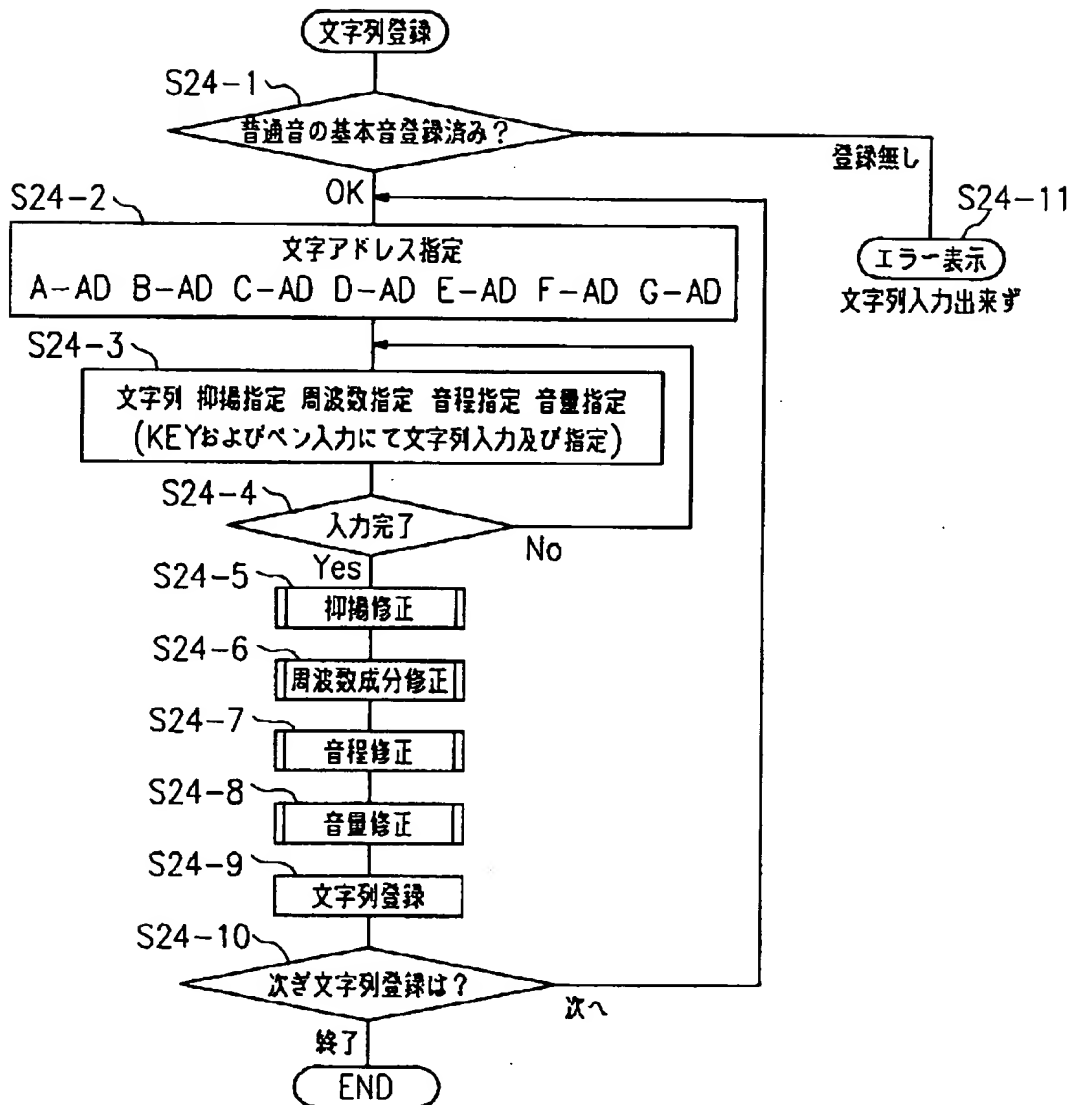 文字列登録
S24-1
普通音の基本音登録済み?
登録無し
OK
S24-2
S24-11
文字アドレス指定
A-AD B-AD C-AD D-AD E-AD F-AD G-AD
エラー表示
文字列入力出来ず
S24-3
文字列 抑揚指定 周波数指定 音程指定 音量指定
(KEYおよびペン入力にて文字列入力及び指定)
S24-4
入力完了
No
Yes
S24-5
抑揚修正
S24-6
周波数成分修正
S24-7
音程修正
S24-8
音量修正
S24-9
文字列登録
S24-10
次ぎ文字列登録は?
次へ
終了
END